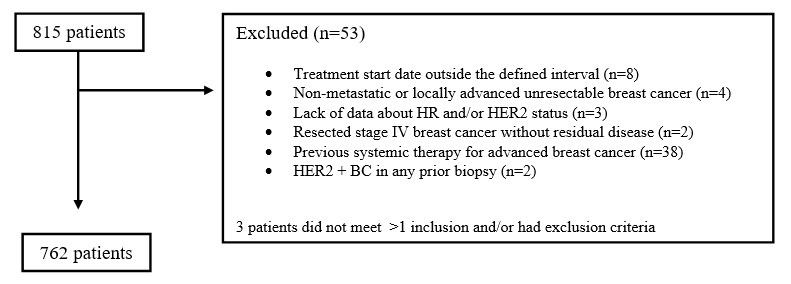 815 patients
Excluded (n=53)
• Treatment start date outside the defined interval (n=8)
• Non-metastatic or locally advanced unresectable breast cancer (n=4)
• Lack of data about HR and/or HER2 status (n=3)
• Resected stage IV breast cancer without residual disease (n=2)
• Previous systemic therapy for advanced breast cancer (n=38)
• HER2 + BC in any prior biopsy (n=2)
3 patients did not meet >1 inclusion and/or had exclusion criteria
762 patients